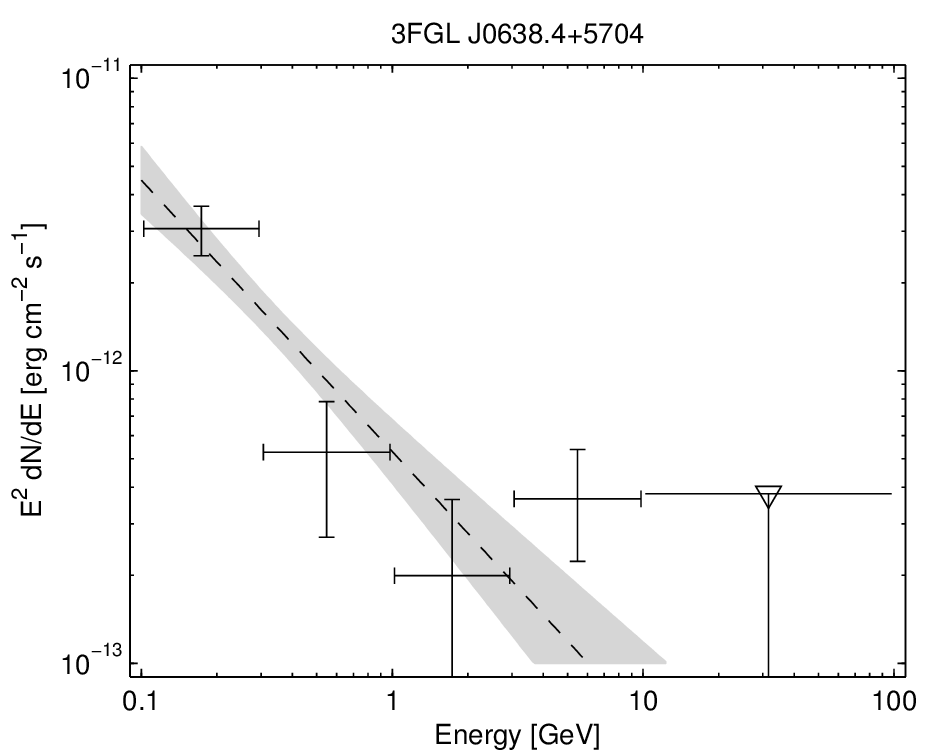 3FGL J0638.4+5704
10⁻¹¹
10⁻¹²
10⁻¹³
E² dN/dE [erg cm⁻² s⁻¹]
0.1 1 10 100
Energy [GeV]